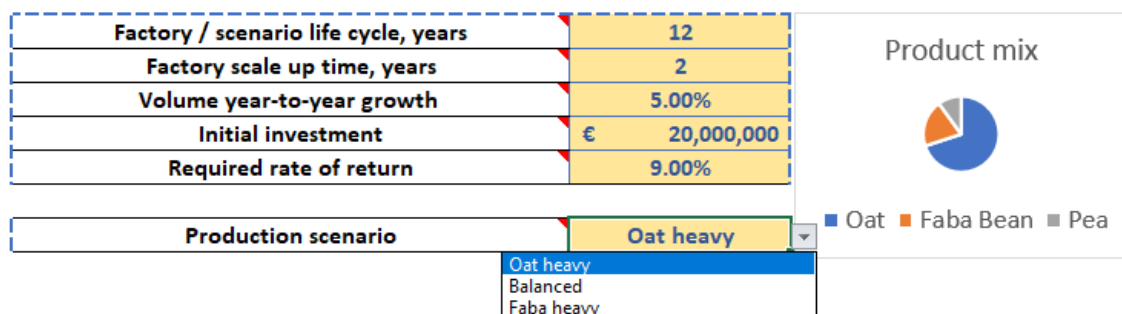 Factory / scenario life cycle, years 12
Factory scale up time, years 2
Volume year-to-year growth 5.00%
Initial investment € 20,000,000
Required rate of return 9.00%
Product mix
Oat Faba Bean Pea
Production scenario Oat heavy
Oat heavy
Balanced
Faba heavy